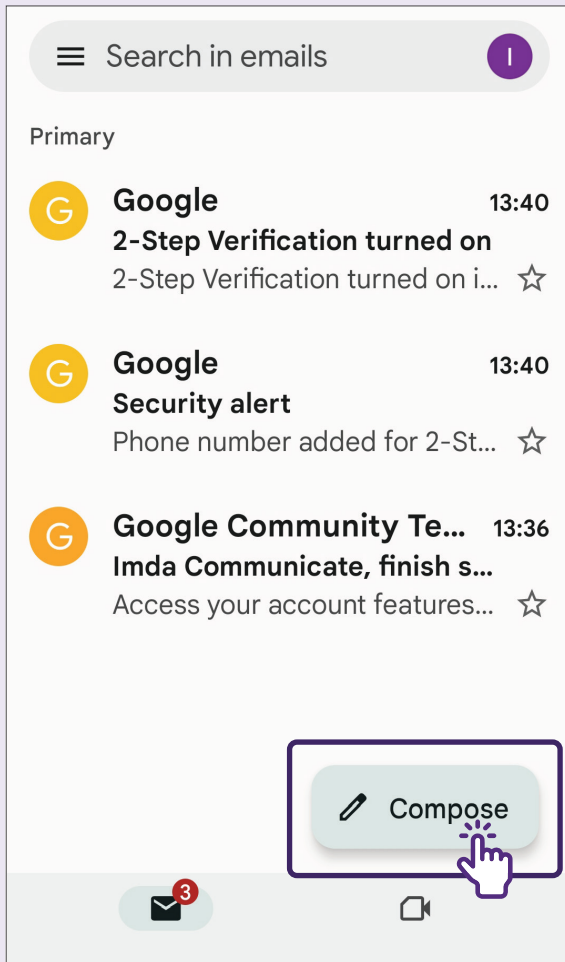 Search in emails
I
Primary
G
Google 13:40
2-Step Verification turned on
2-Step Verification turned on i...
G
Google 13:40
Security alert
Phone number added for 2-St...
G
Google Community Te... 13:36
Imda Communicate, finish s...
Access your account features...
Compose
3